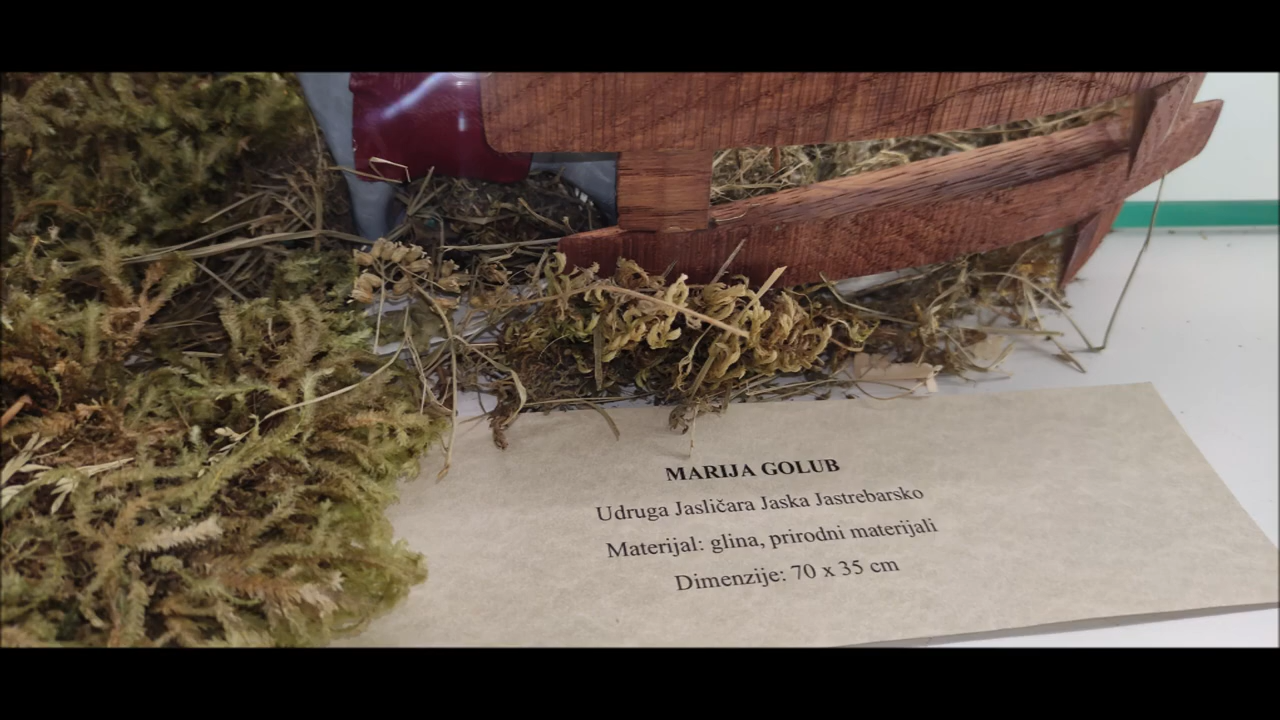 MARIJA GOLUB
Udruga Jasličara Jaska Jastrebarsko
Materijal: glina, prirodni materijali
Dimenzije: 70 x 35 cm